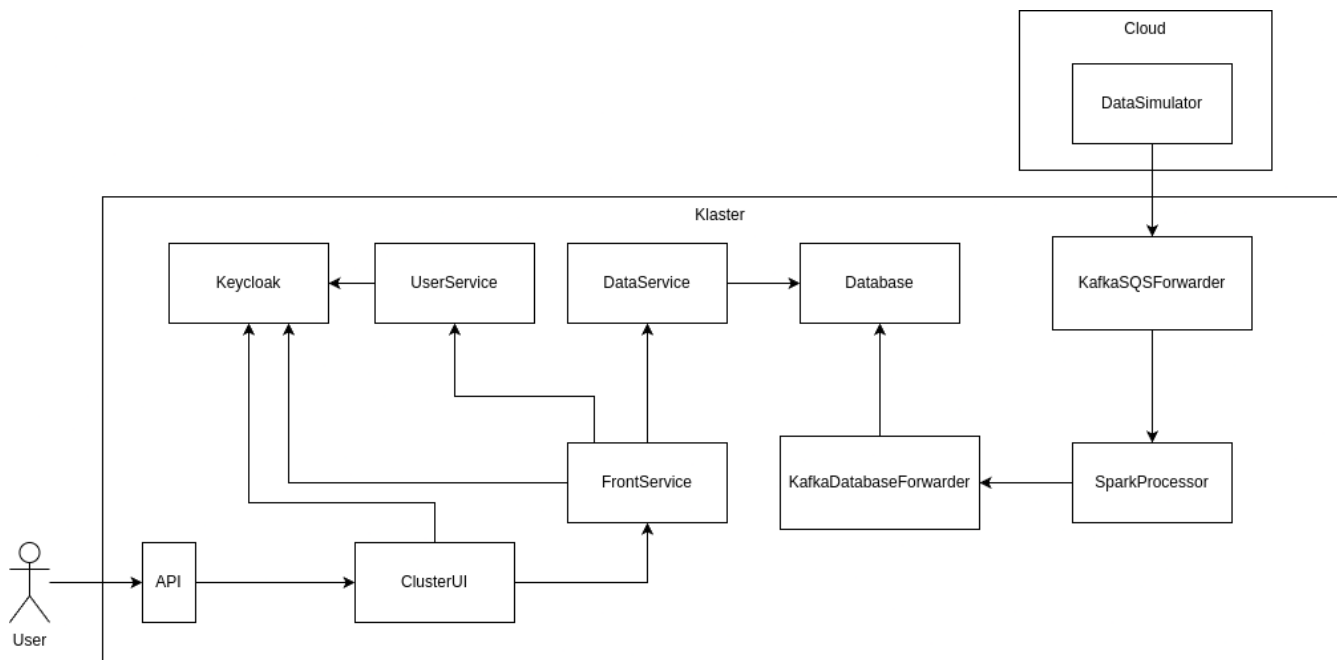 Cloud
DataSimulator
Klaster
Keycloak
UserService
DataService
Database
KafkaSQSForwarder
FrontService
KafkaDatabaseForwarder
SparkProcessor
API
ClusterUI
User